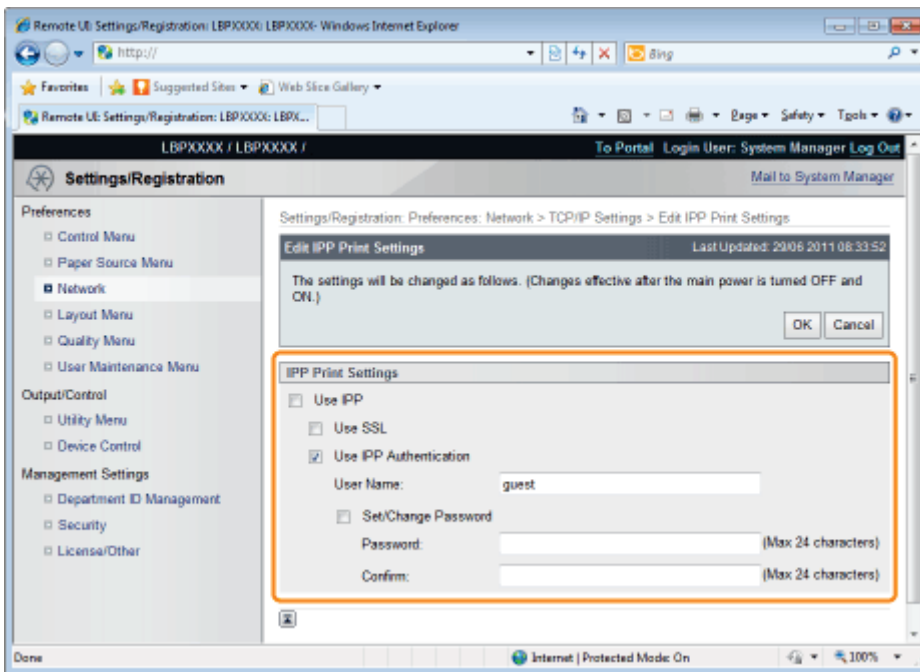 Remote UI: Settings/Registration: LBPXXXX: LBPXXXX- Windows Internet Explorer
http://
Bing
Favorites Suggested Sites Web Slice Gallery
Remote UI: Settings/Registration: LBPXXXX: LBPX... Page Safety Tools
LBPXXXX / LBPXXXX / To Portal Login User: System Manager Log Out
Settings/Registration Mail to System Manager
Preferences
Control Menu
Paper Source Menu
Network
Layout Menu
Quality Menu
User Maintenance Menu
Output/Control
Utility Menu
Device Control
Management Settings
Department ID Management
Security
License/Other
Settings/Registration: Preferences: Network > TCP/IP Settings > Edit IPP Print Settings
Edit IPP Print Settings Last Updated: 29/06 2011 08:33:52
The settings will be changed as follows. (Changes effective after the main power is turned OFF and
ON.)
OK Cancel
IPP Print Settings
Use IPP
Use SSL
Use IPP Authentication
User Name: guest
Set/Change Password
Password: (Max 24 characters)
Confirm: (Max 24 characters)
Done Internet | Protected Mode: On 100%